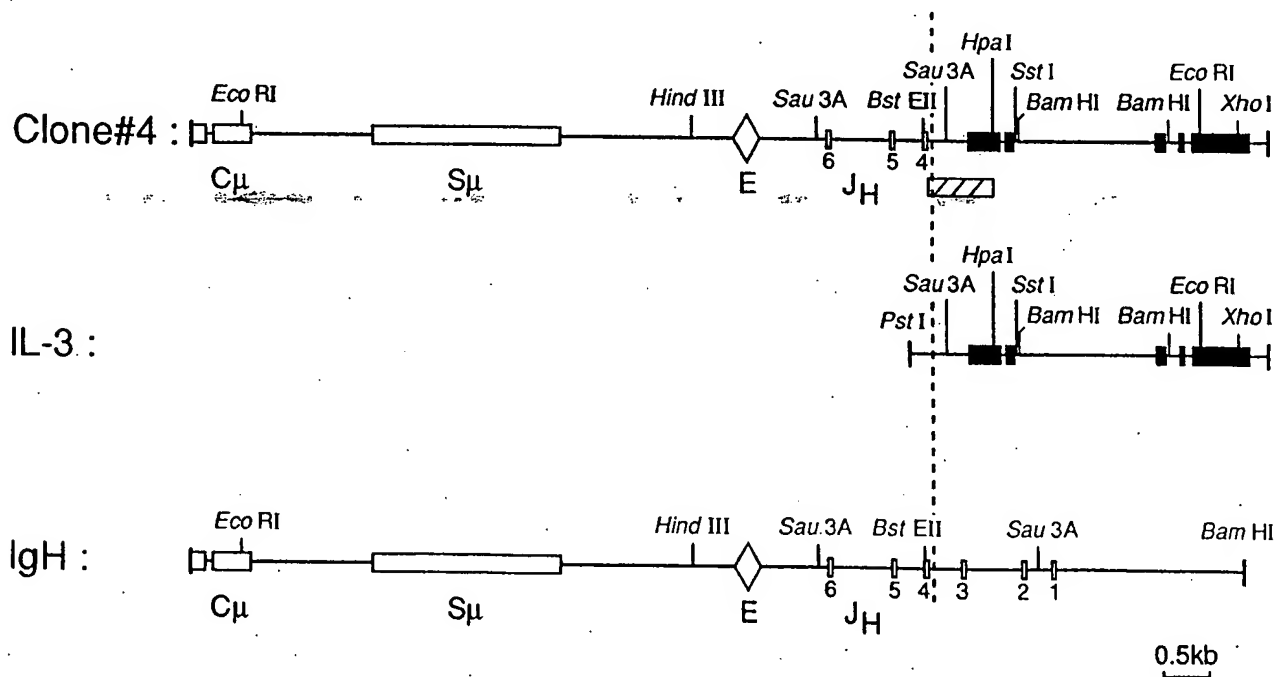 Hpa I
Sau 3A Sst I Eco RI
Eco RI Hind III Sau 3A Bst EII Bam HI Bam HI Xho I
Clone#4 :
6 5 4
Cμ Sμ E JH
Hpa I
Sau 3A Sst I Eco RI
Pst I Bam HI Bam HI Xho I
IL-3 :
Eco RI Hind III Sau 3A Bst EII Sau 3A Bam HI
IgH :
6 5 4 3 2 1
Cμ Sμ E JH
0.5kb